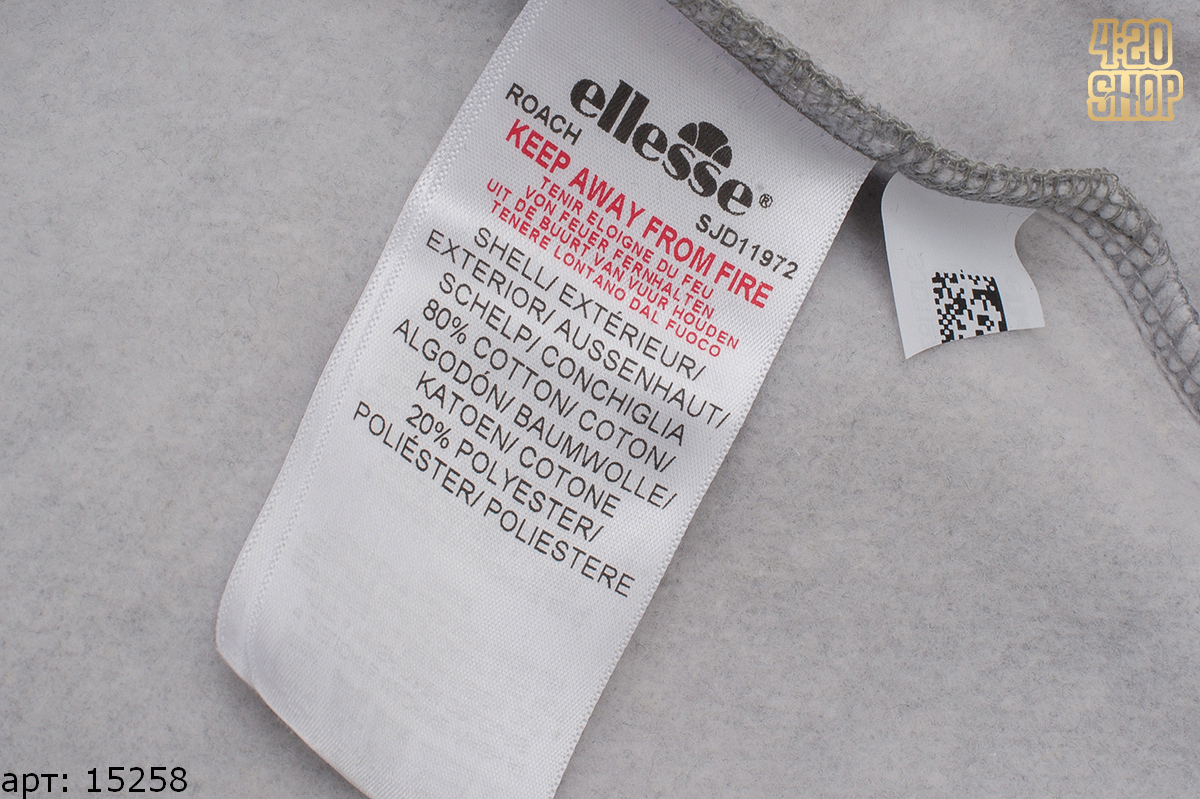 4:20
SHOP
ellesse®
ROACH SJD11972
KEEP AWAY FROM FIRE
TENIR ELOIGNE DU FEU
VON FEUER FERNHALTEN
UIT DE BUURT VAN VUUR HOUDEN
TENERE LONTANO DAL FUOCO
SHELL/ EXTÉRIEUR/
EXTERIOR/ AUSSENHAUT/
SCHELP/ CONCHIGLIA
80% COTTON/ COTON/
ALGODÓN/ BAUMWOLLE/
KATOEN/ COTONE
20% POLYESTER/
POLIÉSTER/ POLIESTERE
арт: 15258